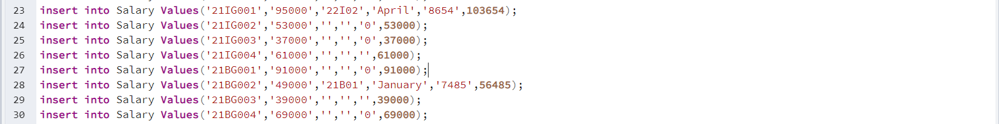 23 insert into Salary Values('21IG001','95000','22I02','April','8654',103654);
24 insert into Salary Values('21IG002','53000','','','0',53000);
25 insert into Salary Values('21IG003','37000','','','0',37000);
26 insert into Salary Values('21IG004','61000','','','',61000);
27 insert into Salary Values('21BG001','91000','','','0',91000);
28 insert into Salary Values('21BG002','49000','21B01','January','7485',56485);
29 insert into Salary Values('21BG003','39000','','','',39000);
30 insert into Salary Values('21BG004','69000','','','0',69000);